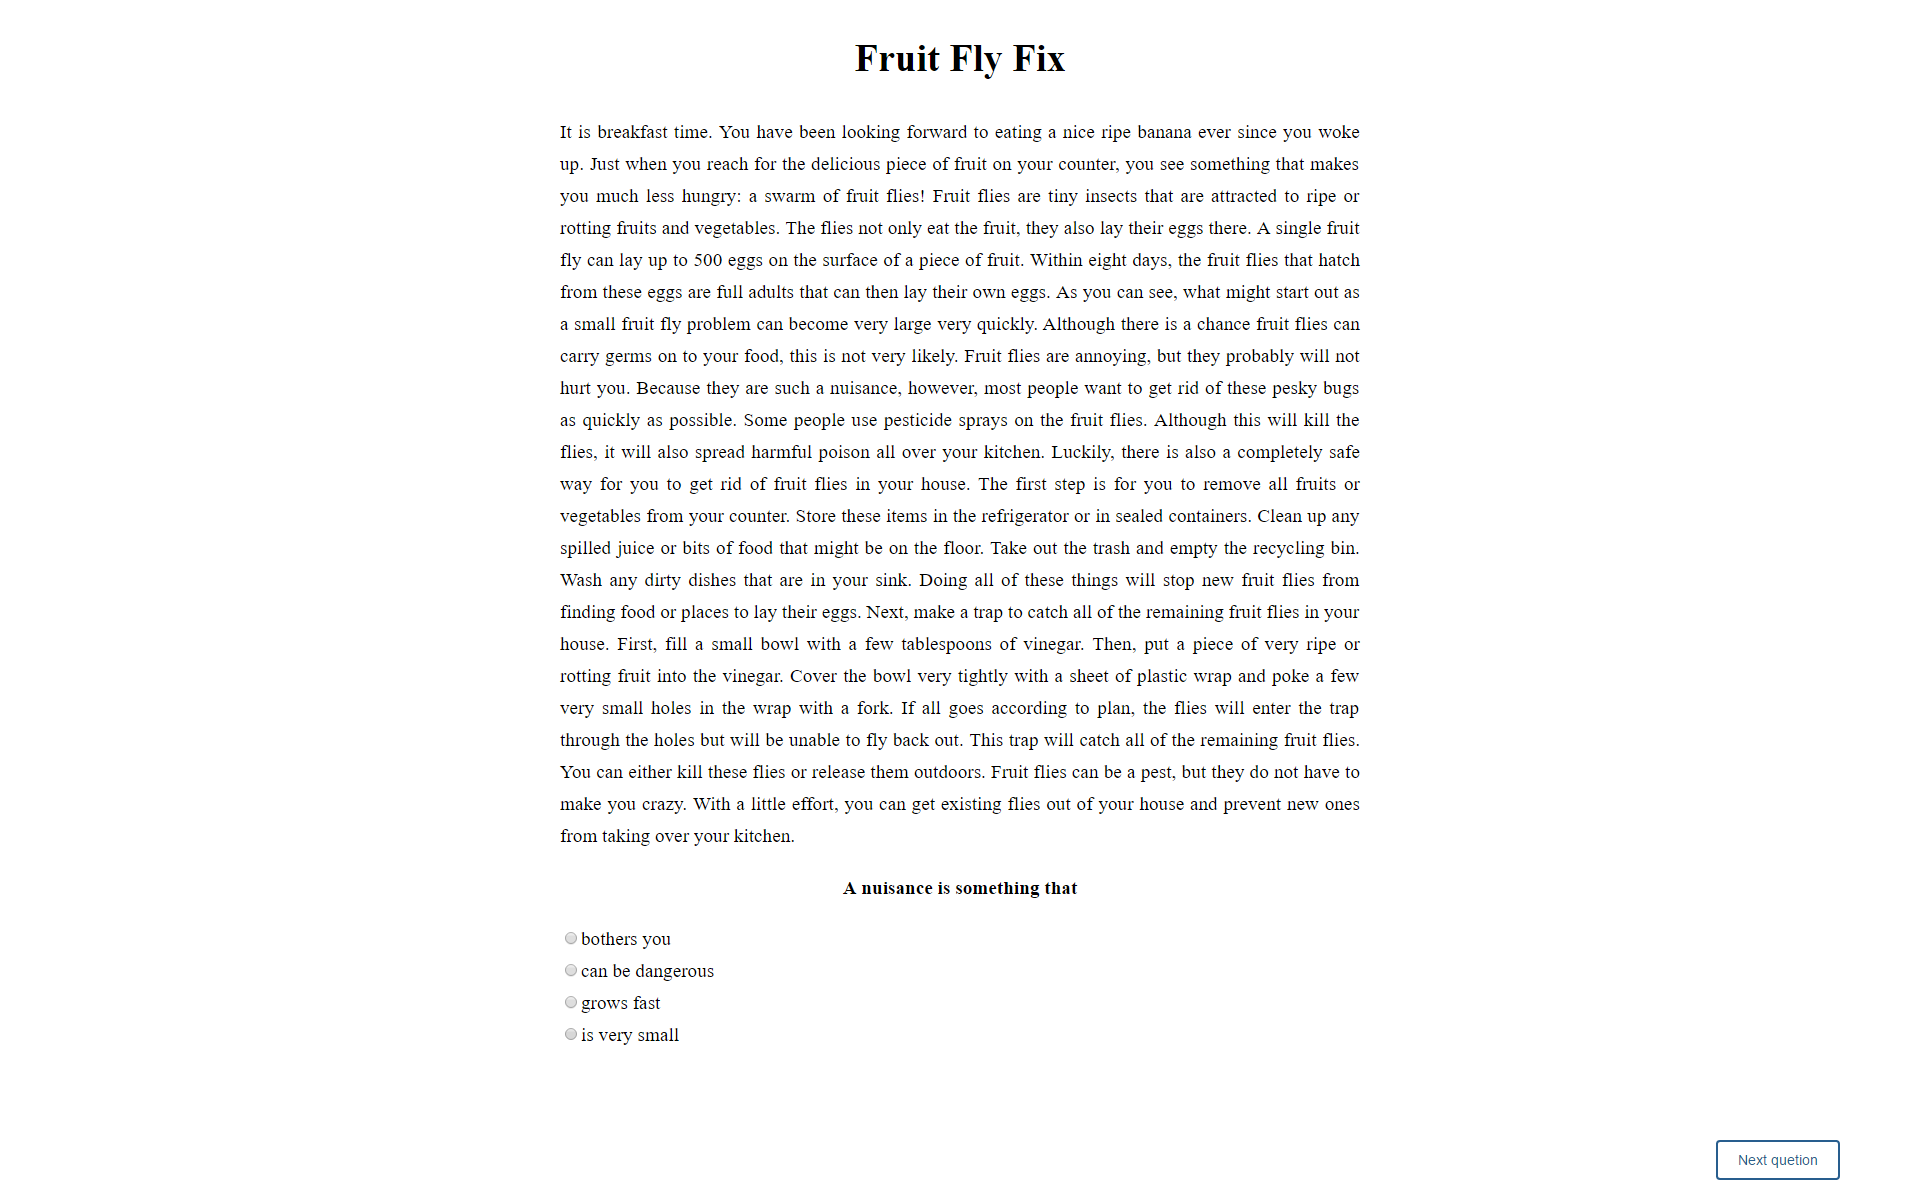 Fruit Fly Fix
It is breakfast time. You have been looking forward to eating a nice ripe banana ever since you woke
up. Just when you reach for the delicious piece of fruit on your counter, you see something that makes
you much less hungry: a swarm of fruit flies! Fruit flies are tiny insects that are attracted to ripe or
rotting fruits and vegetables. The flies not only eat the fruit, they also lay their eggs there. A single fruit
fly can lay up to 500 eggs on the surface of a piece of fruit. Within eight days, the fruit flies that hatch
from these eggs are full adults that can then lay their own eggs. As you can see, what might start out as
a small fruit fly problem can become very large very quickly. Although there is a chance fruit flies can
carry germs on to your food, this is not very likely. Fruit flies are annoying, but they probably will not
hurt you. Because they are such a nuisance, however, most people want to get rid of these pesky bugs
as quickly as possible. Some people use pesticide sprays on the fruit flies. Although this will kill the
flies, it will also spread harmful poison all over your kitchen. Luckily, there is also a completely safe
way for you to get rid of fruit flies in your house. The first step is for you to remove all fruits or
vegetables from your counter. Store these items in the refrigerator or in sealed containers. Clean up any
spilled juice or bits of food that might be on the floor. Take out the trash and empty the recycling bin.
Wash any dirty dishes that are in your sink. Doing all of these things will stop new fruit flies from
finding food or places to lay their eggs. Next, make a trap to catch all of the remaining fruit flies in your
house. First, fill a small bowl with a few tablespoons of vinegar. Then, put a piece of very ripe or
rotting fruit into the vinegar. Cover the bowl very tightly with a sheet of plastic wrap and poke a few
very small holes in the wrap with a fork. If all goes according to plan, the flies will enter the trap
through the holes but will be unable to fly back out. This trap will catch all of the remaining fruit flies.
You can either kill these flies or release them outdoors. Fruit flies can be a pest, but they do not have to
make you crazy. With a little effort, you can get existing flies out of your house and prevent new ones
from taking over your kitchen.
A nuisance is something that
bothers you
can be dangerous
grows fast
is very small
Next quetion